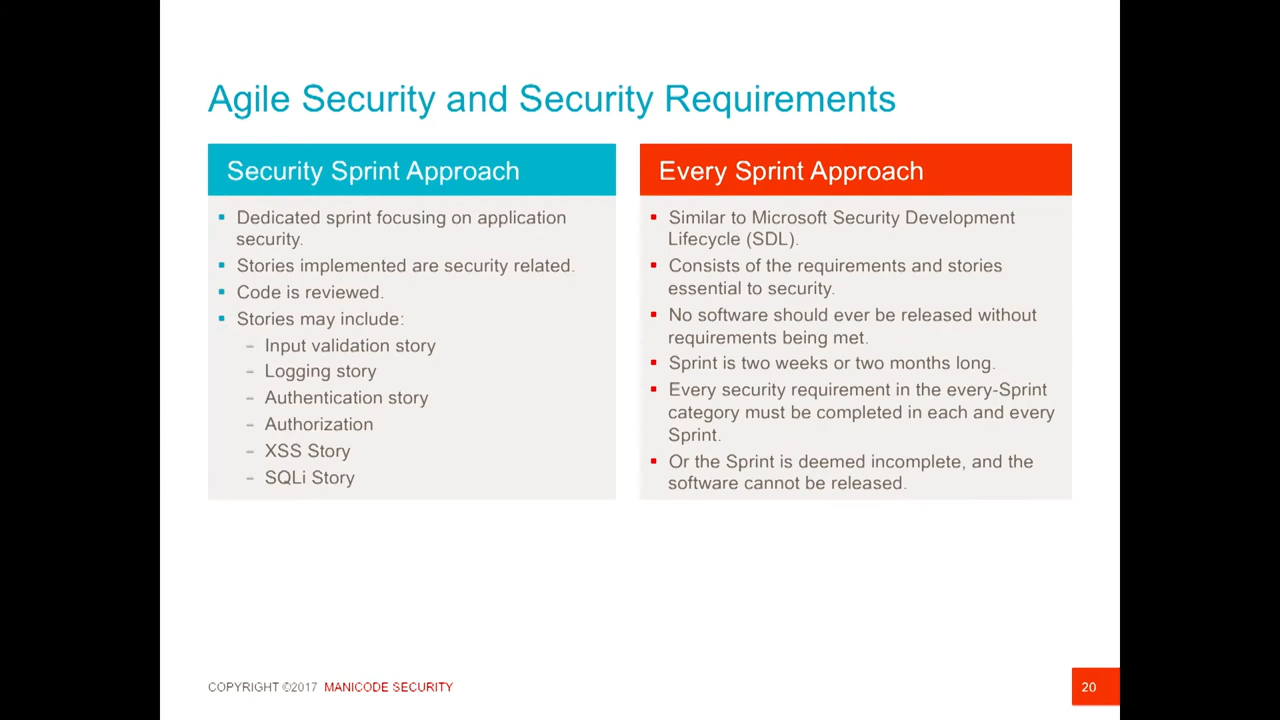 Agile Security and Security Requirements
Security Sprint Approach
▪ Dedicated sprint focusing on application
security.
▪ Stories implemented are security related.
▪ Code is reviewed.
▪ Stories may include:
– Input validation story
– Logging story
– Authentication story
– Authorization
– XSS Story
– SQLi Story
Every Sprint Approach
▪ Similar to Microsoft Security Development
Lifecycle (SDL).
▪ Consists of the requirements and stories
essential to security.
▪ No software should ever be released without
requirements being met.
▪ Sprint is two weeks or two months long.
▪ Every security requirement in the every-Sprint
category must be completed in each and every
Sprint.
▪ Or the Sprint is deemed incomplete, and the
software cannot be released.
COPYRIGHT ©2017 MANICODE SECURITY
20